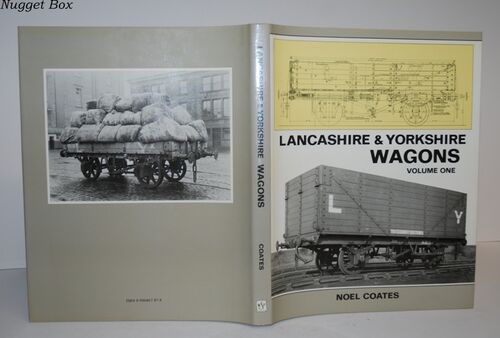 Nugget Box
LANCASHIRE & YORKSHIRE
WAGONS
VOLUME ONE
L Y
NOEL COATES
LANCASHIRE & YORKSHIRE WAGONS
COATES